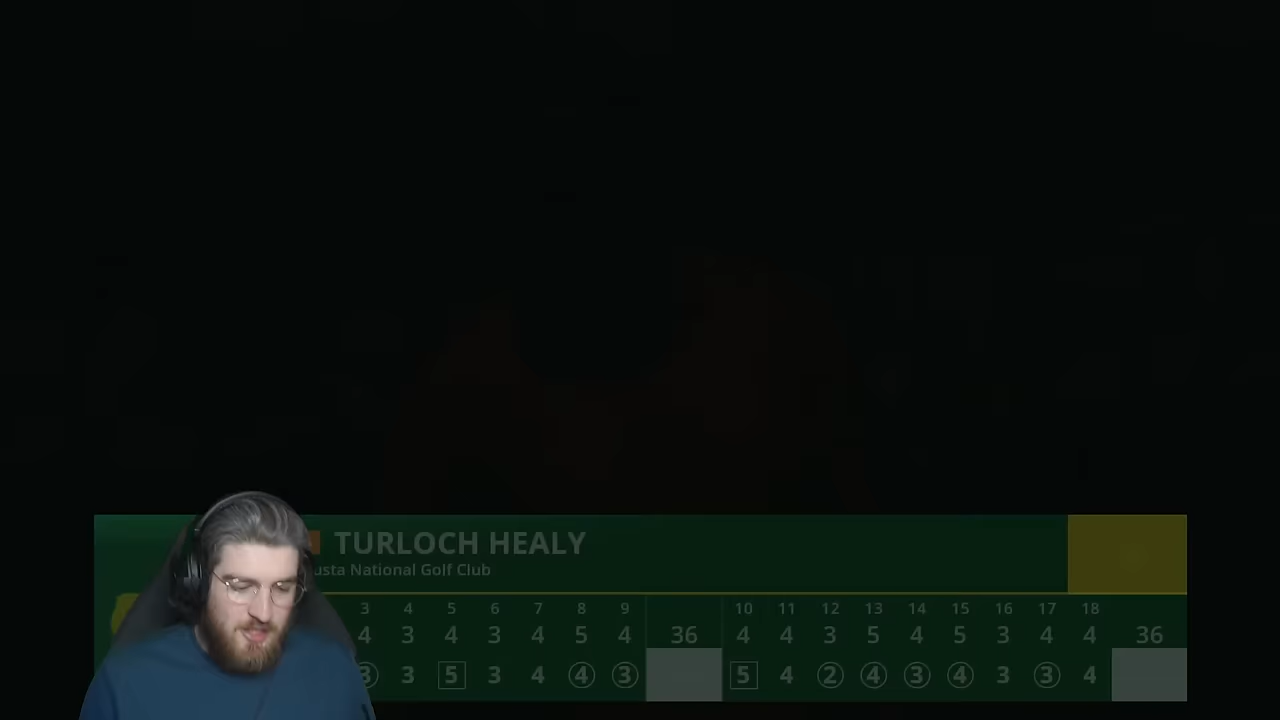 TURLOCH HEALY
usta National Golf Club
3 4 5 6 7 8 9 10 11 12 13 14 15 16 17 18
4 3 4 3 4 5 4 36 4 4 3 5 4 5 3 4 4 36
3 3 5 3 4 4 3 5 4 2 4 3 4 3 3 4